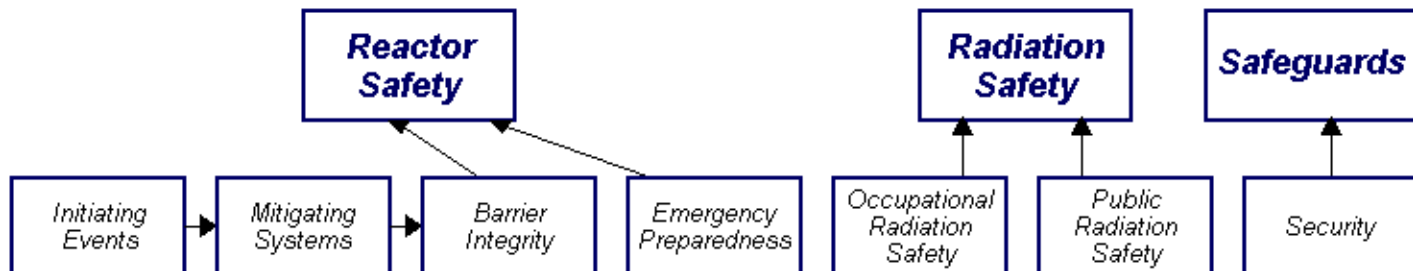 Reactor
Safety
Radiation
Safety
Safeguards
Initiating
Events
Mitigating
Systems
Barrier
Integrity
Emergency
Preparedness
Occupational
Radiation
Safety
Public
Radiation
Safety
Security